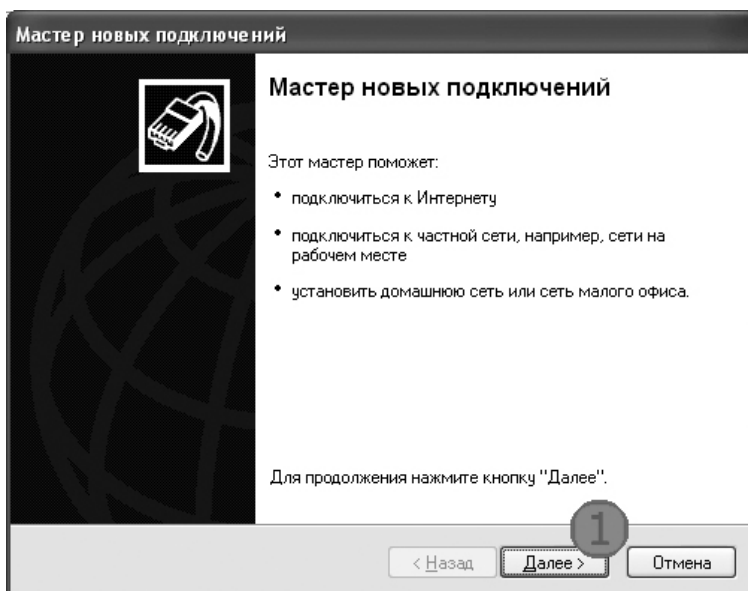 Мастер новых подключений
Мастер новых подключений
Этот мастер поможет:
• подключиться к Интернету
• подключиться к частной сети, например, сети на
рабочем месте
• установить домашнюю сеть или сеть малого офиса.
Для продолжения нажмите кнопку "Далее".
1
< Назад Далее > Отмена